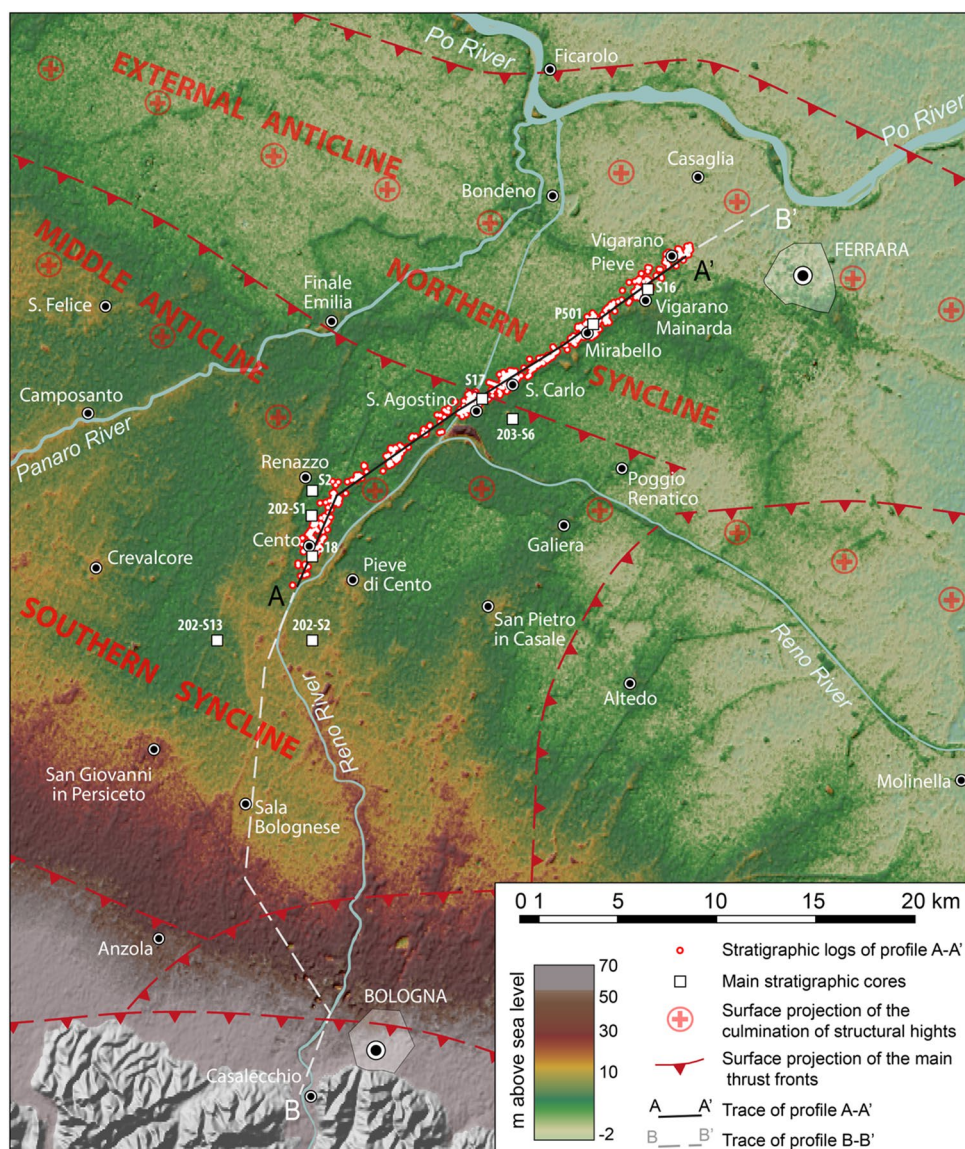 Po River
Ficarolo
EXTERNAL ANTICLINE
Po River
Casaglia
Bondeno
B'
MIDDLE ANTICLINE
NORTHERN SYNCLINE
Vigarano
Pieve
A'
FERRARA
S16
S. Felice
Finale
Emilia
Vigarano
Mainarda
P501
Mirabello
S17
S. Carlo
S. Agostino
Camposanto
203-S6
Panaro River
Renazzo
S2
Poggio
Renatico
202-S1
Galiera
Cento
S18
Crevalcore
Pieve
di Cento
A
San Pietro
in Casale
SOUTHERN SYNCLINE
202-S13
202-S2
Reno River
Reno River
Altedo
San Giovanni
in Persiceto
Molinella
Sala
Bolognese
Anzola
BOLOGNA
Casalecchio
B
0 1 5 10 15 20 km
m above sea level
70
50
30
10
-2
Stratigraphic logs of profile A-A'
Main stratigraphic cores
Surface projection of the
culmination of structural hights
Surface projection of the main
thrust fronts
A A' Trace of profile A-A'
B B' Trace of profile B-B'